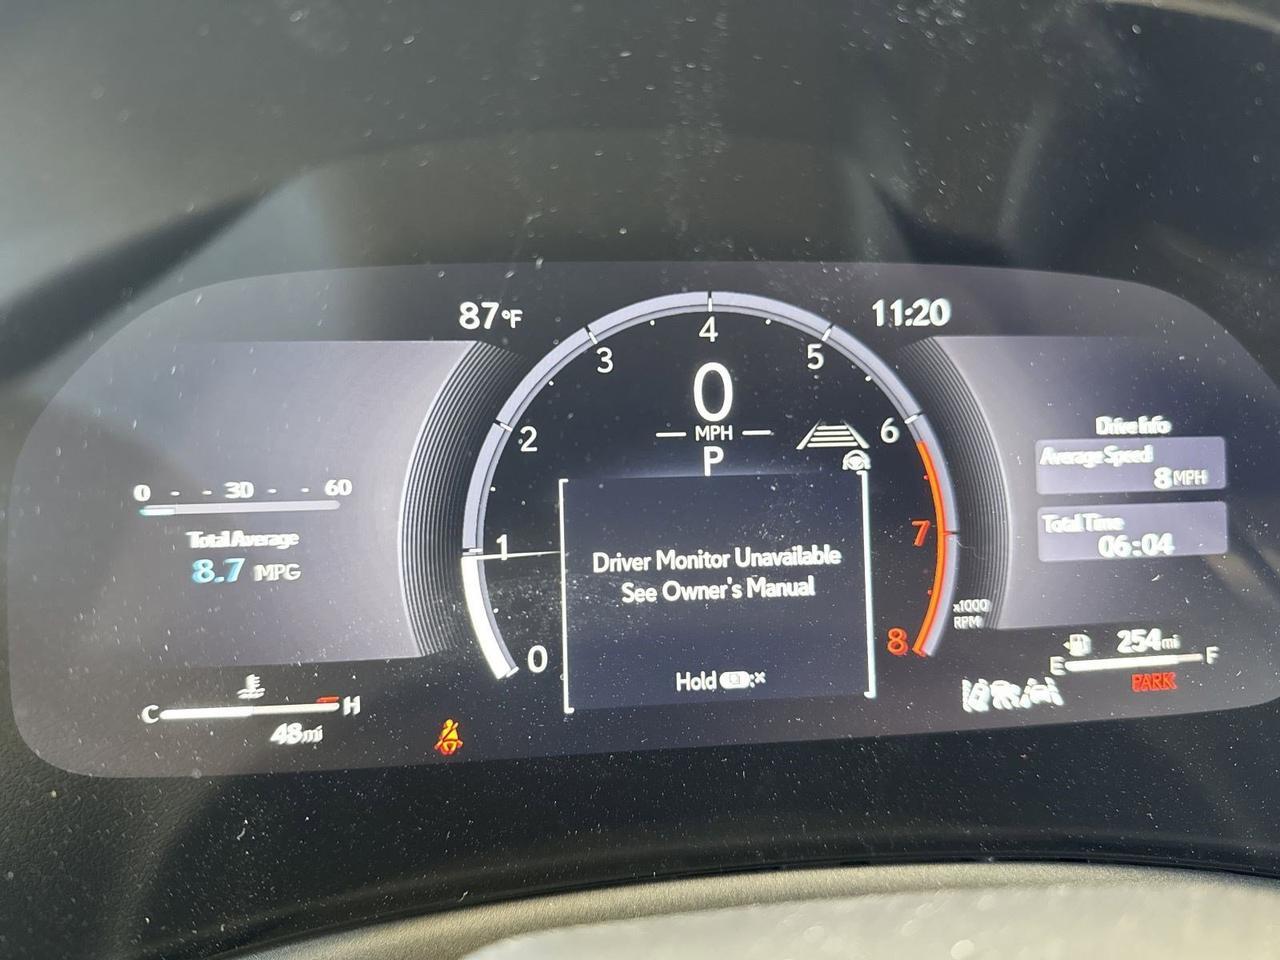 87°F
11:20
0
1
2
3
4
5
6
7
8
x1000
RPM
0
MPH
P
0 - - 30 - - 60
Total Average
8.7 MPG
Driver Monitor Unavailable
See Owner's Manual
Hold
Drive Info
Average Speed
8 MPH
Total Time
06:04
C H
48mi
254mi
E F
PARK